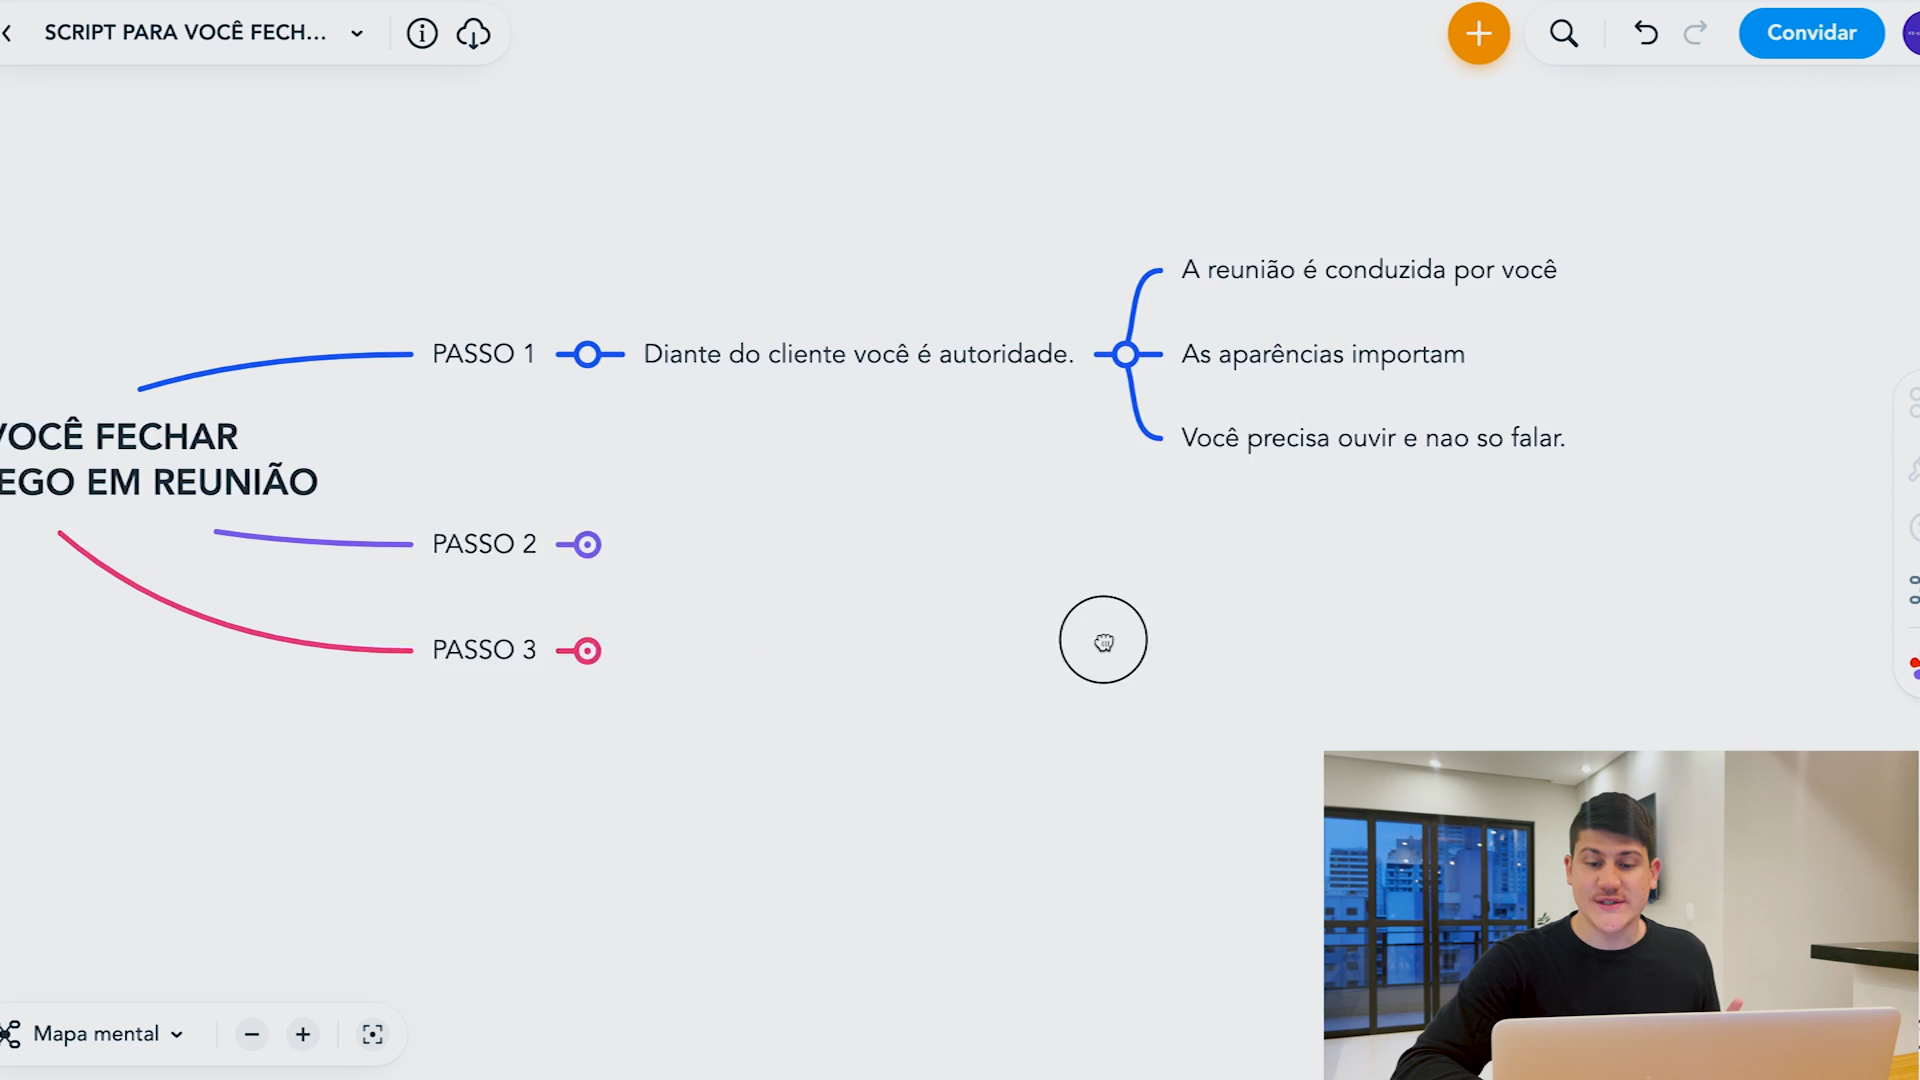 SCRIPT PARA VOCÊ FECH...
Convidar
A reunião é conduzida por você
PASSO 1
Diante do cliente você é autoridade.
As aparências importam
Você precisa ouvir e nao so falar.
VOCÊ FECHAR
EGO EM REUNIÃO
PASSO 2
PASSO 3
Mapa mental